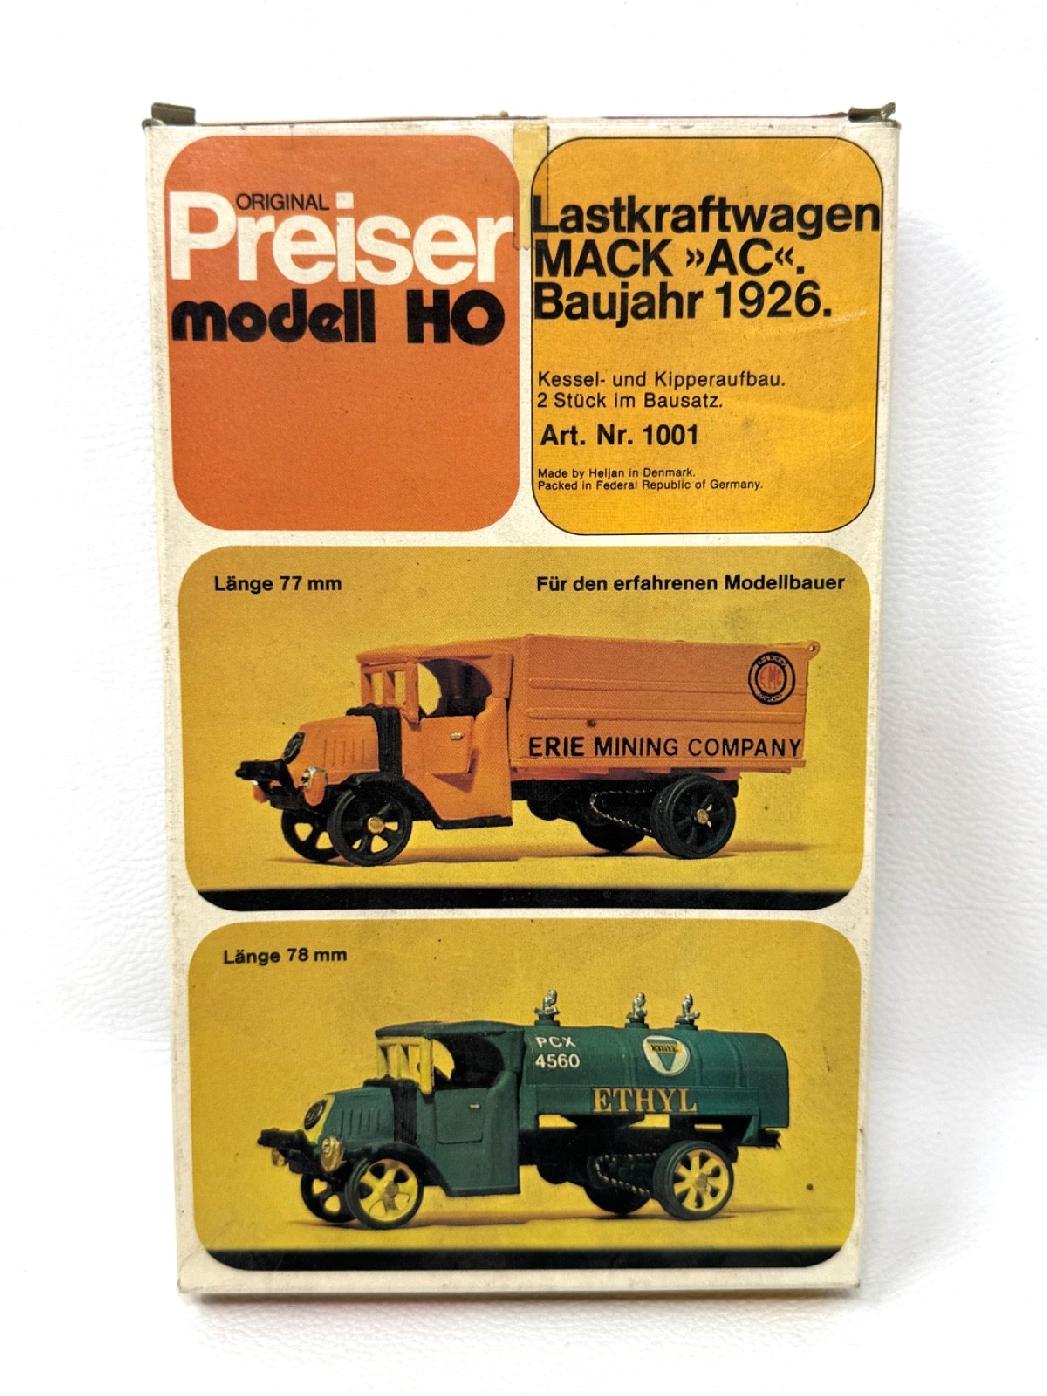 ORIGINAL
Preiser
modell HO
Lastkraftwagen
MACK »AC«.
Baujahr 1926.
Kessel- und Kipperaufbau.
2 Stück im Bausatz.
Art. Nr. 1001
Made by Heljan in Denmark.
Packed in Federal Republic of Germany.
Länge 77 mm
Für den erfahrenen Modellbauer
EMC
ERIE MINING COMPANY
Länge 78 mm
PCX
4560
ETHYL